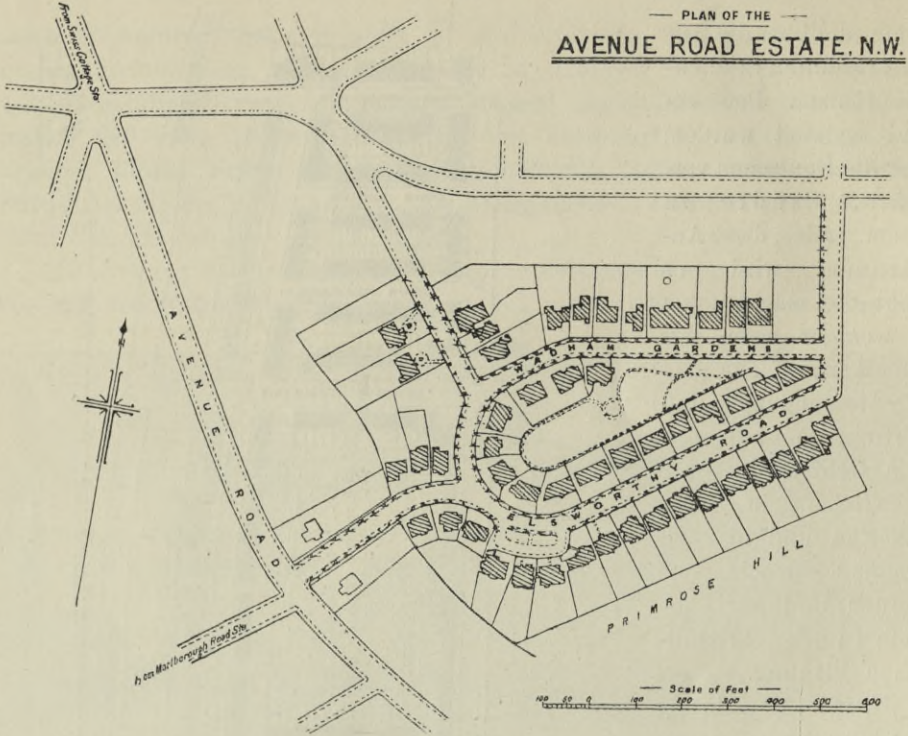 PLAN OF THE
AVENUE ROAD ESTATE, N.W.
From Swiss Cottage Stn
AVENUE ROAD
WADHAM GARDENS
ELSWORTHY ROAD
PRIMROSE HILL
from Marlborough Road Stn
Scale of Feet
100 50 0 100 200 300 400 500 600